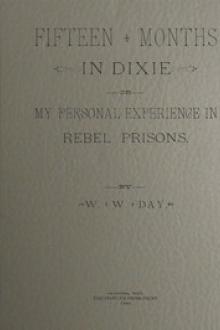 FIFTEEN + MONTHS
IN DIXIE
OR
MY PERSONAL EXPERIENCE IN
REBEL PRISONS.
BY
W. + W. + DAY.